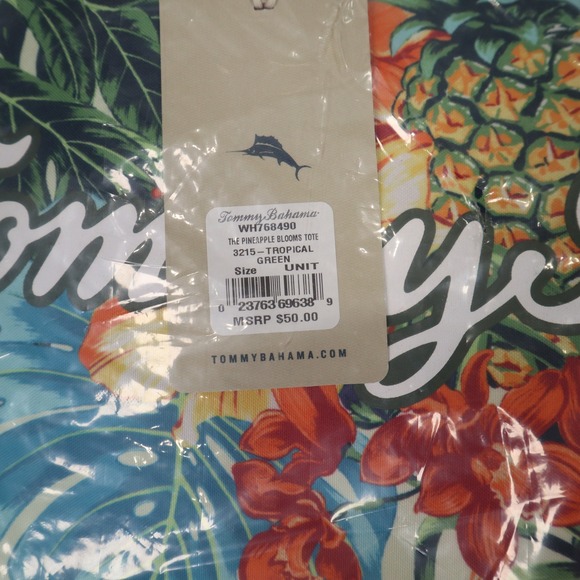 Tommy Bahama
WH768490
THE PINEAPPLE BLOOMS TOTE
3215-TROPICAL
GREEN
Size UNIT
0 23763 69638 9
MSRP $50.00
TOMMYBAHAMA.COM